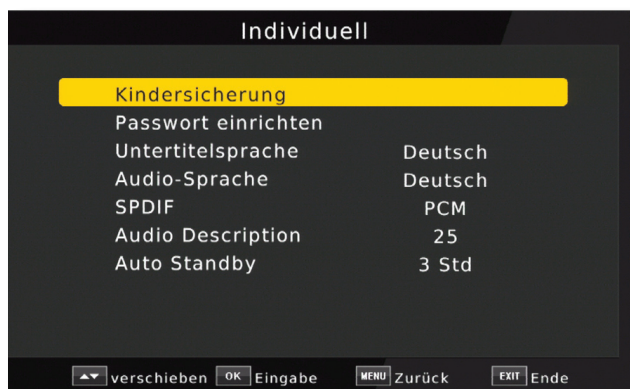 Individuell
Kindersicherung
Passwort einrichten
Untertitelsprache Deutsch
Audio-Sprache Deutsch
SPDIF PCM
Audio Description 25
Auto Standby 3 Std
verschieben OK Eingabe MENU Zurück EXIT Ende